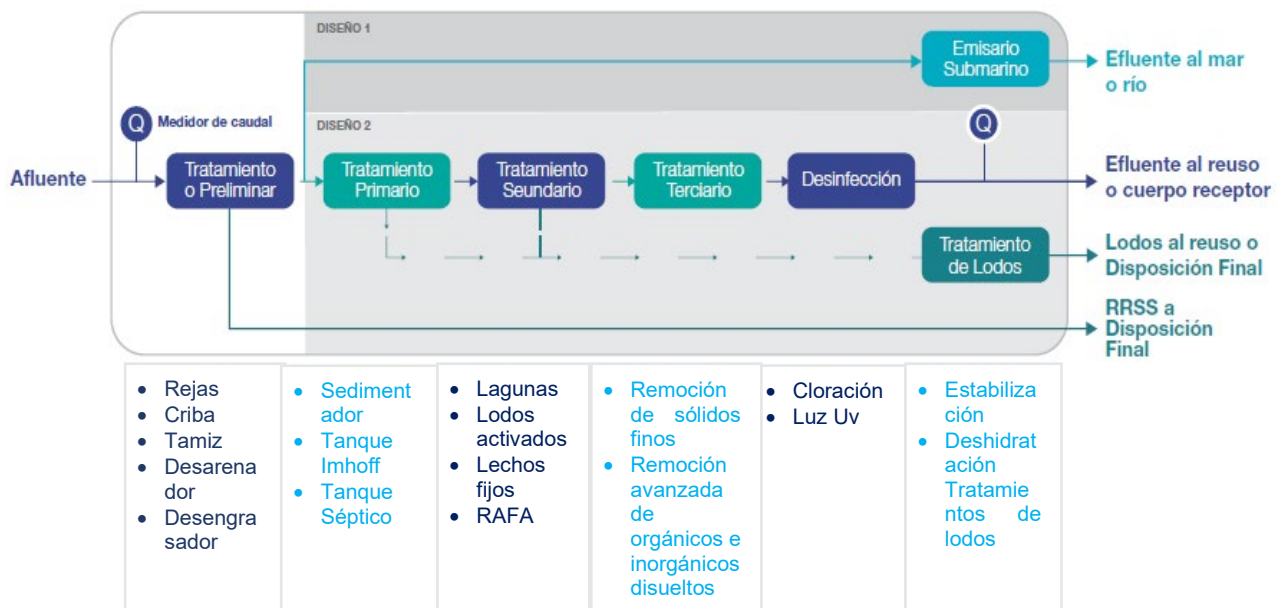 DISEÑO 1
Emisario
Submarino
Efluente al mar
o río
Q
Medidor de caudal
DISEÑO 2
Q
Afluente
Tratamiento
o Preliminar
Tratamiento
Primario
Tratamiento
Seundario
Tratamiento
Terciario
Desinfección
Efluente al reuso
o cuerpo receptor
Tratamiento
de Lodos
Lodos al reuso o
Disposición Final
RRSS a
Disposición
Final
• Rejas
• Criba
• Tamiz
• Desarena
dor
• Desengra
sador
• Sediment
ador
• Tanque
Imhoff
• Tanque
Séptico
• Lagunas
• Lodos
activados
• Lechos
fijos
• RAFA
• Remoción
de sólidos
finos
• Remoción
avanzada
de
orgánicos e
inorgánicos
disueltos
• Cloración
• Luz Uv
• Estabiliza
ción
• Deshidrat
ación
Tratamie
ntos de
lodos